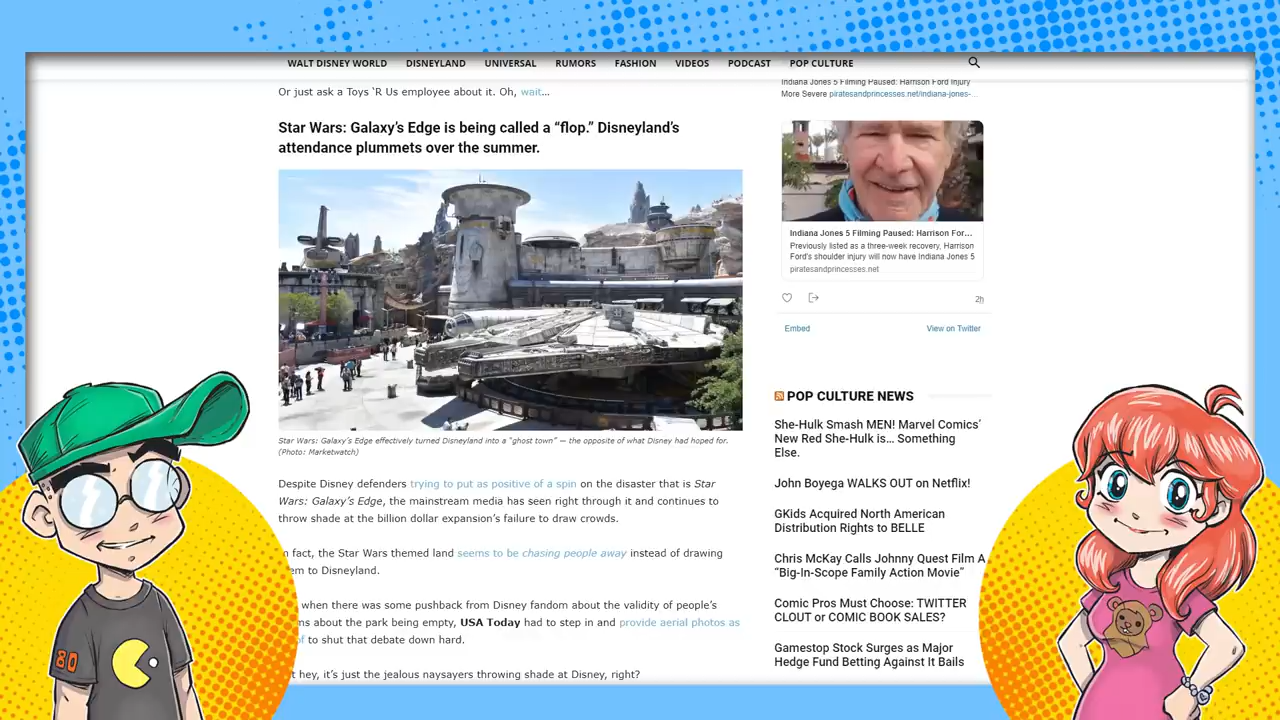 WALT DISNEY WORLD DISNEYLAND UNIVERSAL RUMORS FASHION VIDEOS PODCAST POP CULTURE
Or just ask a Toys ‘R Us employee about it. Oh, wait…
Star Wars: Galaxy’s Edge is being called a “flop.” Disneyland’s
attendance plummets over the summer.
Star Wars: Galaxy’s Edge effectively turned Disneyland into a “ghost town” — the opposite of what Disney had hoped for.
(Photo: Marketwatch)
Despite Disney defenders trying to put as positive of a spin on the disaster that is Star
Wars: Galaxy’s Edge, the mainstream media has seen right through it and continues to
throw shade at the billion dollar expansion’s failure to draw crowds.
n fact, the Star Wars themed land seems to be chasing people away instead of drawing
em to Disneyland.
when there was some pushback from Disney fandom about the validity of people’s
ms about the park being empty, USA Today had to step in and provide aerial photos as
f to shut that debate down hard.
t hey, it’s just the jealous naysayers throwing shade at Disney, right?
Indiana Jones 5 Filming Paused: Harrison Ford Injury
More Severe piratesandprincesses.net/indiana-jones-…
Indiana Jones 5 Filming Paused: Harrison For…
Previously listed as a three-week recovery, Harrison
Ford’s shoulder injury will now have Indiana Jones 5
piratesandprincesses.net
2h
Embed View on Twitter
POP CULTURE NEWS
She-Hulk Smash MEN! Marvel Comics’
New Red She-Hulk is… Something
Else.
John Boyega WALKS OUT on Netflix!
GKids Acquired North American
Distribution Rights to BELLE
Chris McKay Calls Johnny Quest Film A
“Big-In-Scope Family Action Movie”
Comic Pros Must Choose: TWITTER
CLOUT or COMIC BOOK SALES?
Gamestop Stock Surges as Major
Hedge Fund Betting Against It Bails
80